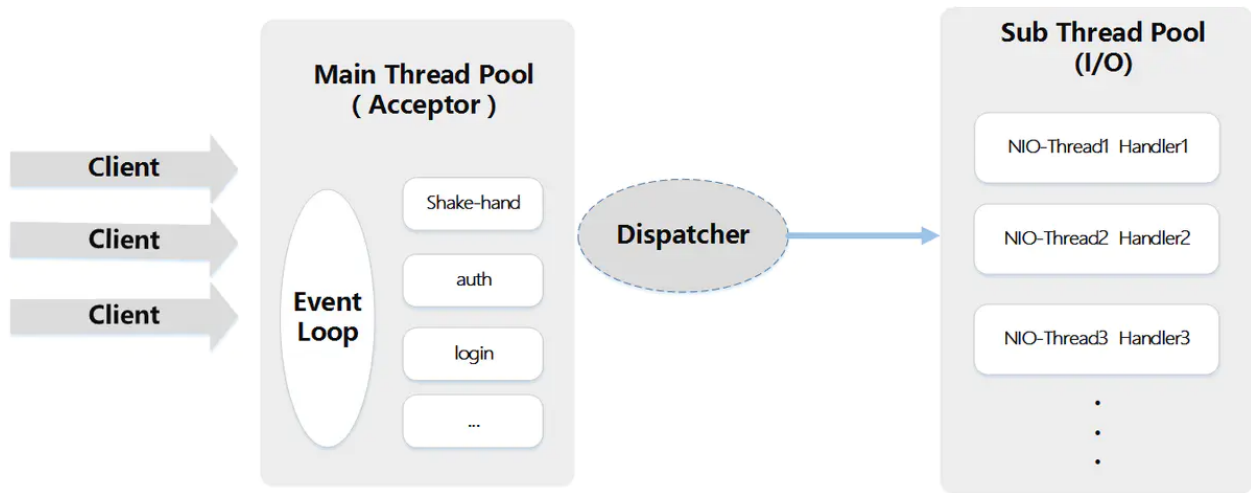 Client
Client
Client
Main Thread Pool
( Acceptor )
Event
Loop
Shake-hand
auth
login
...
Dispatcher
Sub Thread Pool
(I/O)
NIO-Thread1 Handler1
NIO-Thread2 Handler2
NIO-Thread3 Handler3
.
.
.